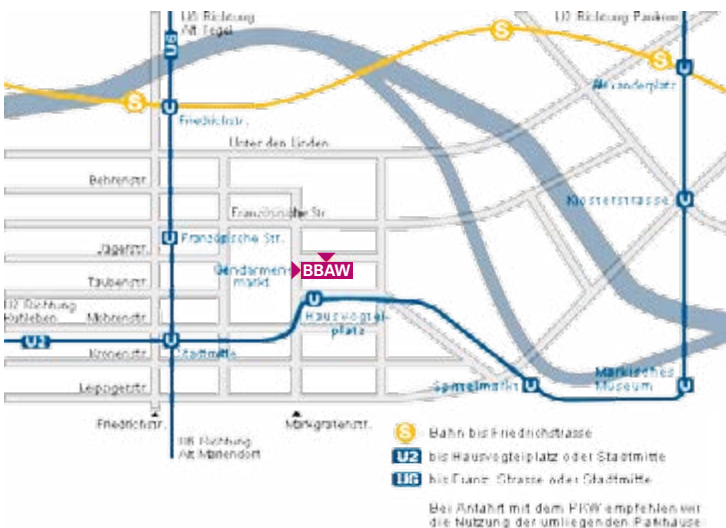 U6 Richtung
Alt Tegel
U2 Richtung Pankow
U6
S
S
S
U
Alexanderplatz
U
Friedrichstr.
Unter den Linden
Behrenstr.
Klosterstrasse
U
Französische Str.
U
Französische Str.
Jägerstr.
Gendarmen-
markt
BBAW
Taubenstr.
U2 Richtung
Ruhleben
Mohrenstr.
U
Hausvogtei-
platz
U2
U
Stadtmitte
Kronenstr.
Märkisches
Museum
U
Spittelmarkt
U
Leipzigerstr.
Friedrichstr.
Markgrafenstr.
U6 Richtung
Alt Mariendorf
S Bahn bis Friedrichstrasse
U2 bis Hausvogteiplatz oder Stadtmitte
U6 bis Franz. Strasse oder Stadtmitte
Bei Anfahrt mit dem PKW empfehlen wir
die Nutzung der umliegenden Parkhäuser